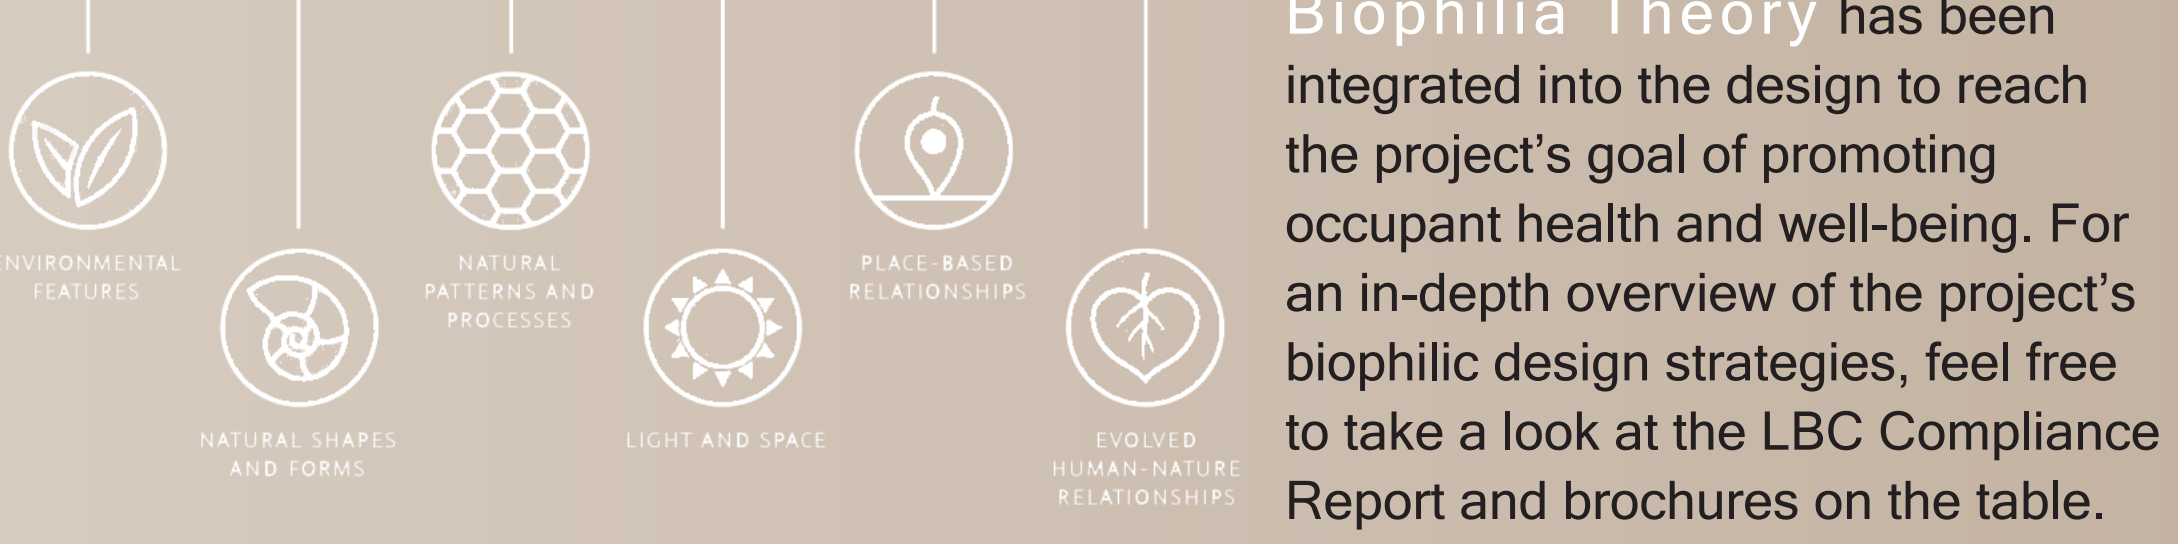 ENVIRONMENTAL
FEATURES
NATURAL SHAPES
AND FORMS
NATURAL
PATTERNS AND
PROCESSES
LIGHT AND SPACE
PLACE-BASED
RELATIONSHIPS
EVOLVED
HUMAN-NATURE
RELATIONSHIPS
Biophilia Theory has been
integrated into the design to reach
the project’s goal of promoting
occupant health and well-being. For
an in-depth overview of the project’s
biophilic design strategies, feel free
to take a look at the LBC Compliance
Report and brochures on the table.